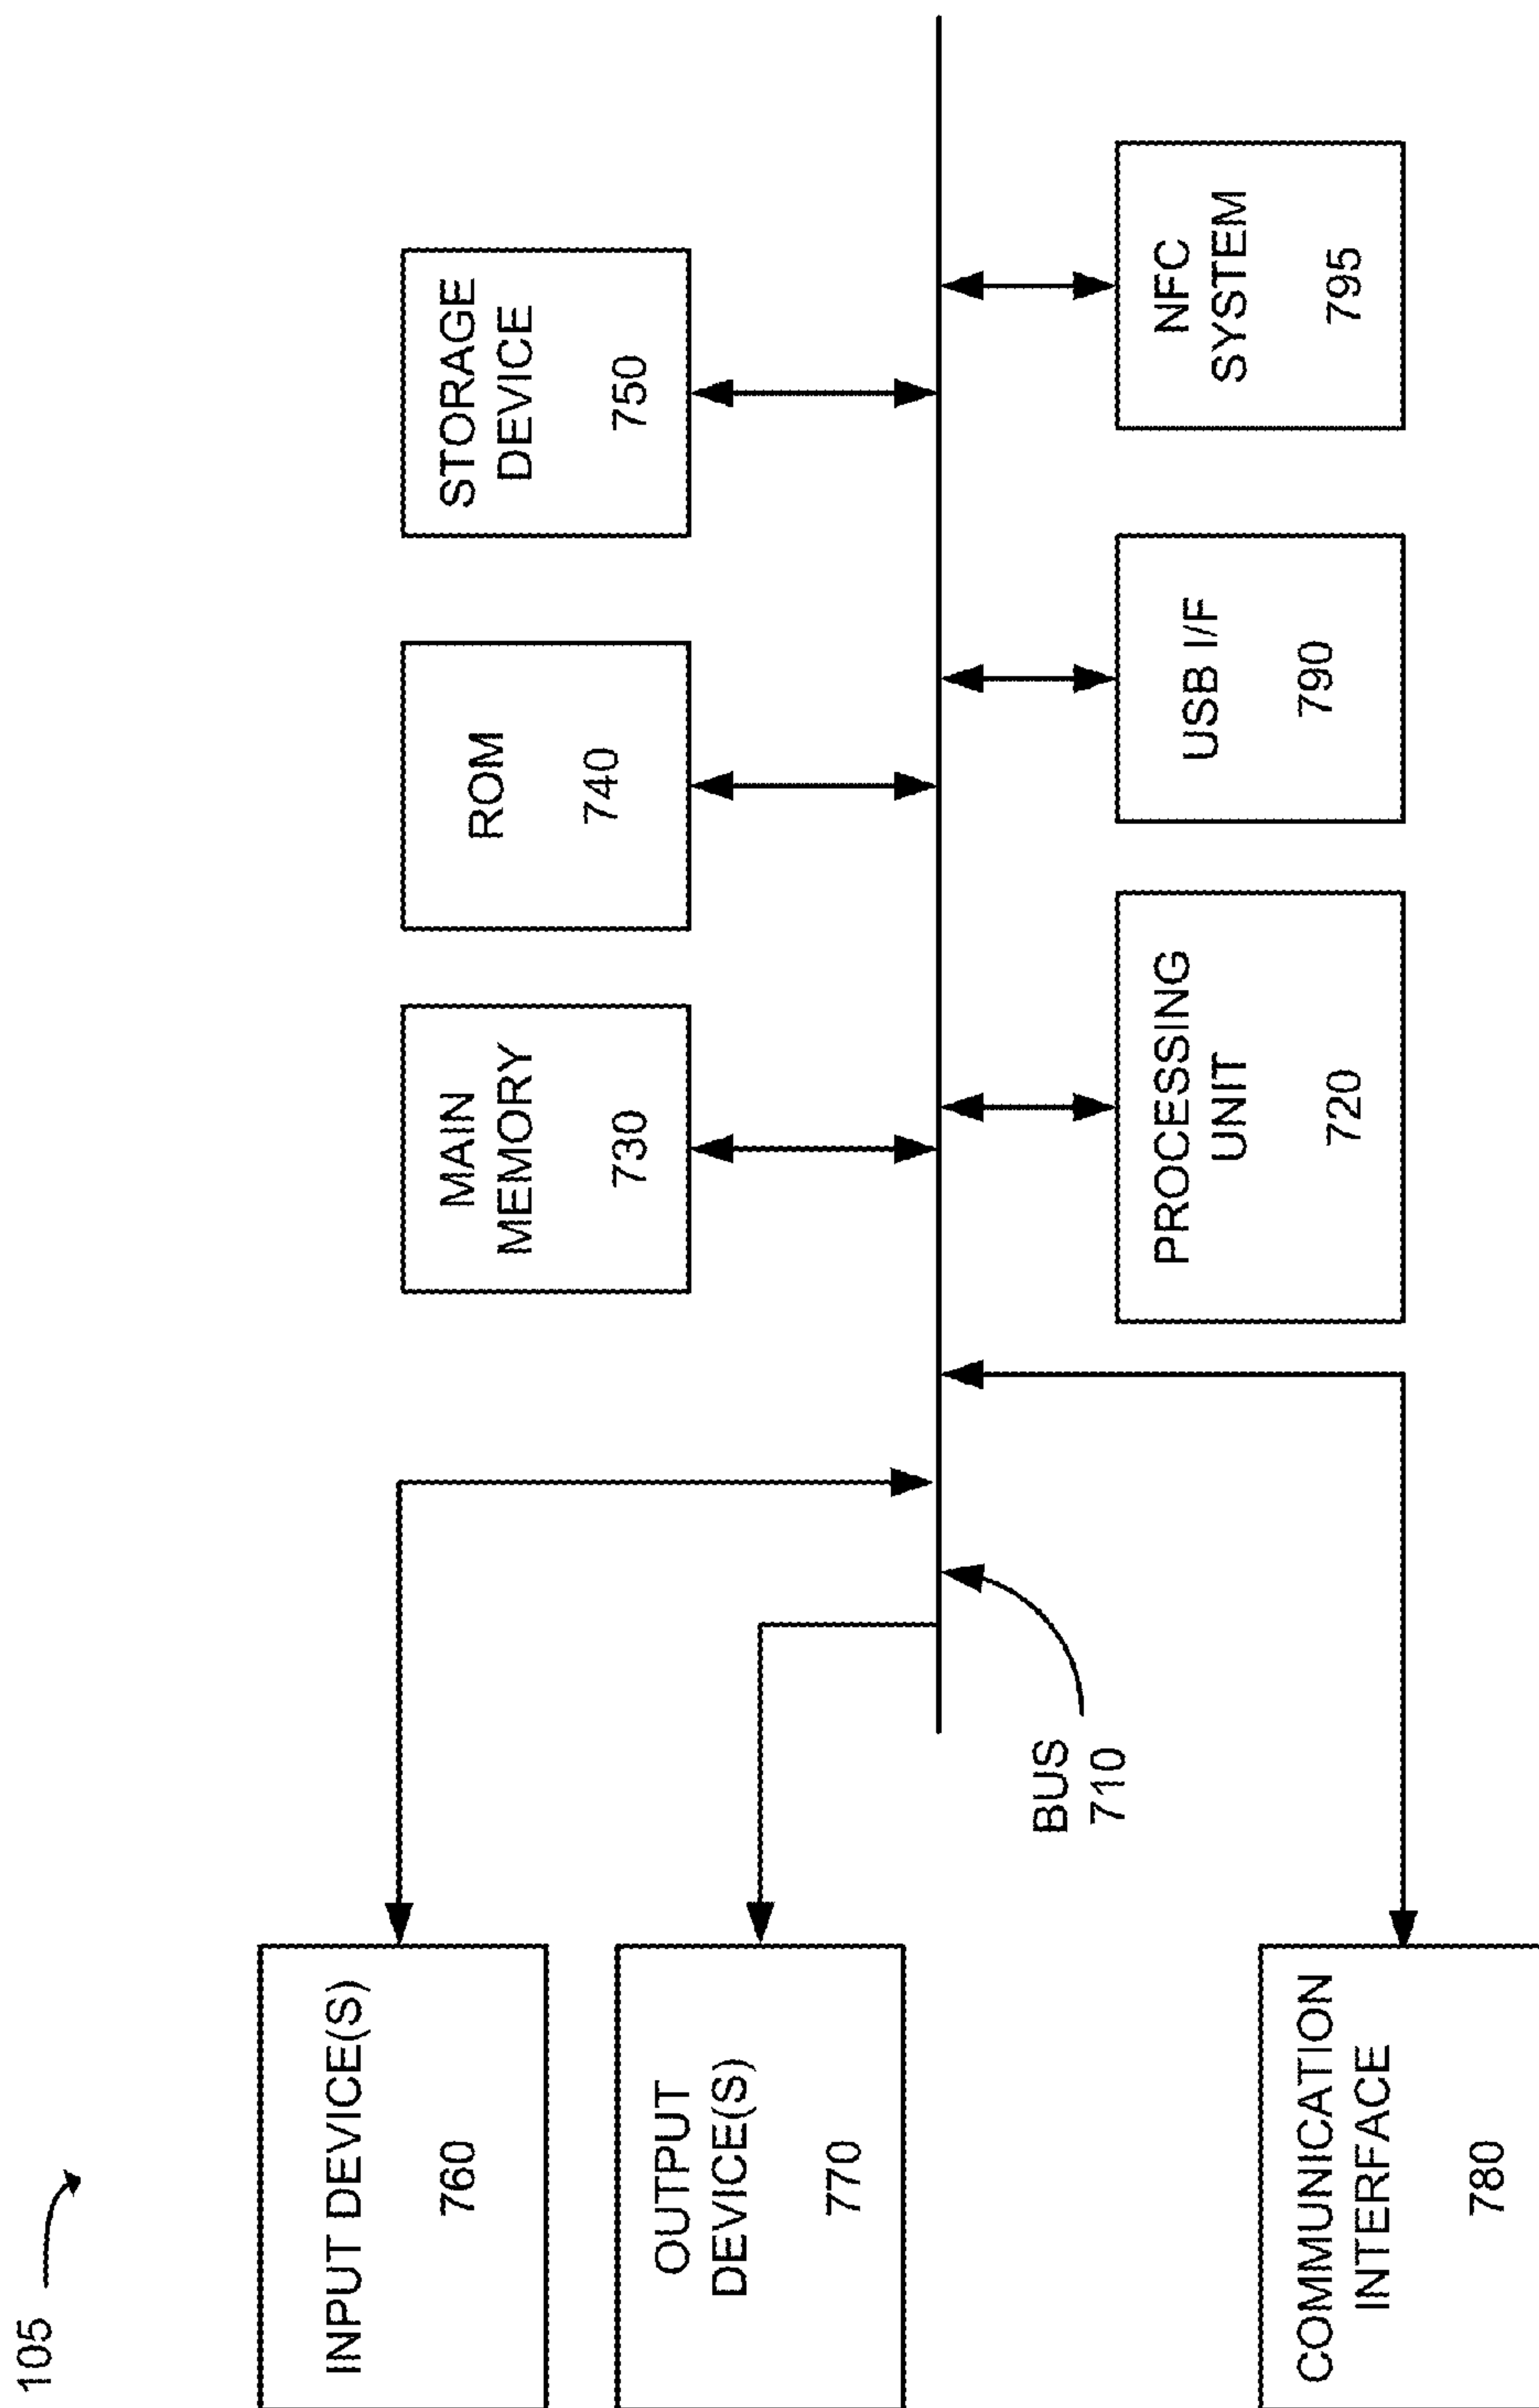 105
INPUT DEVICE(S)
760
OUTPUT
DEVICE(S)
770
COMMUNICATION
INTERFACE
780
BUS
710
MAIN
MEMORY
730
ROM
740
STORAGE
DEVICE
750
PROCESSING
UNIT
720
USB I/F
790
NFC
SYSTEM
795